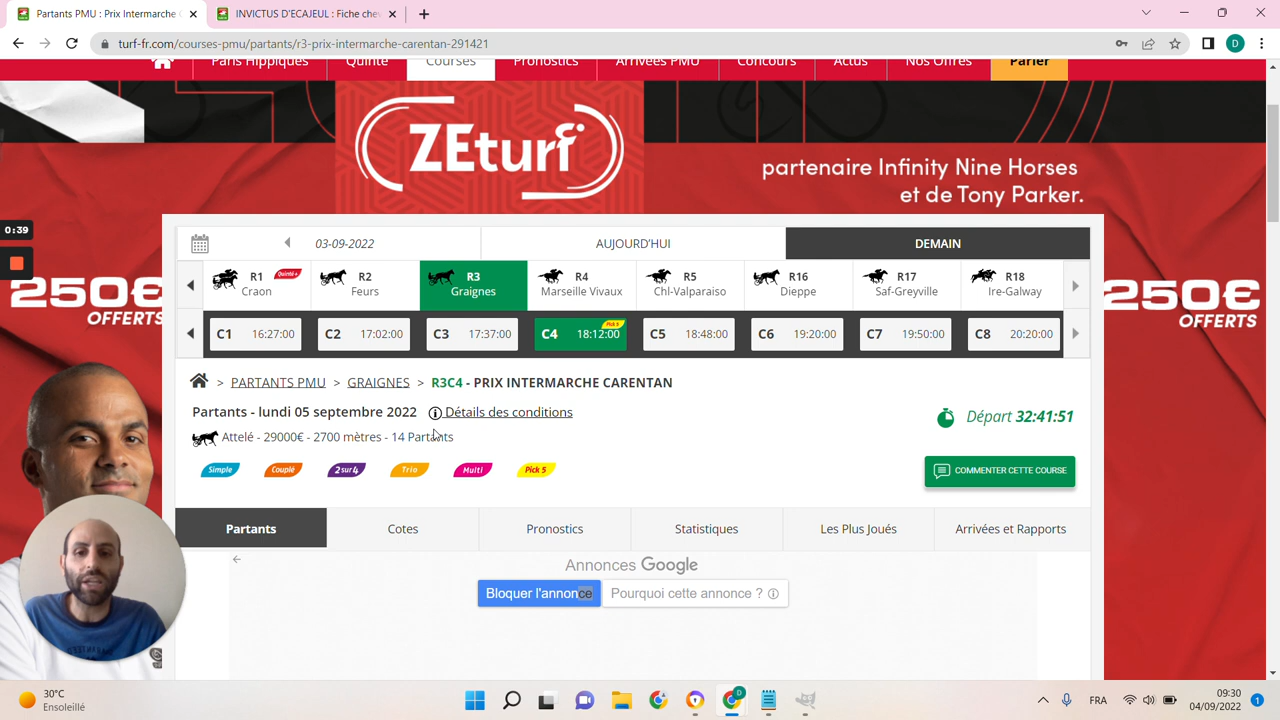 Partants PMU : Prix Intermarche
INVICTUS D'ECAJEUL : Fiche che
turf-fr.com/courses-pmu/partants/r3-prix-intermarche-carentan-291421
D
Paris Hippiques Quinté Courses Pronostics Arrivées PMU Concours Actus Nos Offres Parier
ZEturf
partenaire Infinity Nine Horses
et de Tony Parker.
0:39
03-09-2022 AUJOURD'HUI DEMAIN
R1 Quinté+ R2 R3 R4 R5 R16 R17 R18
Craon Feurs Graignes Marseille Vivaux Chl-Valparaiso Dieppe Saf-Greyville Ire-Galway
250€ OFFERTS
250€ OFFERTS
Pick 5
C1 16:27:00 C2 17:02:00 C3 17:37:00 C4 18:12:00 C5 18:48:00 C6 19:20:00 C7 19:50:00 C8 20:20:00
> PARTANTS PMU > GRAIGNES > R3C4 - PRIX INTERMARCHE CARENTAN
Partants - lundi 05 septembre 2022 Détails des conditions
Départ 32:41:51
Attelé - 29000€ - 2700 mètres - 14 Partants
Simple Couplé 2sur4 Trio Multi Pick 5
COMMENTER CETTE COURSE
Partants Cotes Pronostics Statistiques Les Plus Joués Arrivées et Rapports
Annonces Google
Bloquer l'annonce Pourquoi cette annonce ?
30°C
Ensoleillé
FRA
09:30
04/09/2022
1